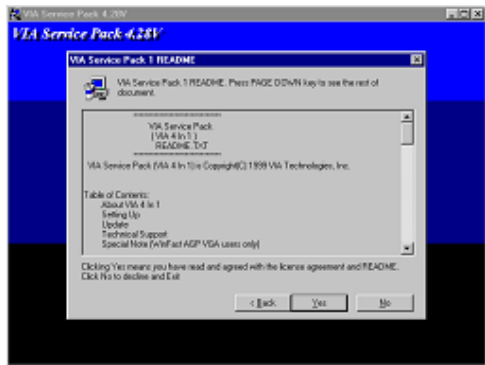 VIA Service Pack 4.28V
VIA Service Pack 4.28V
VIA Service Pack 1 README
VIA Service Pack 1 README. Press PAGE DOWN key to see the rest of
document.
====================
VIA Service Pack
( VIA 4 In 1 )
README.TXT
====================
VIA Service Pack (VIA 4 In 1) is Copyright(C) 1999 VIA Technologies, Inc.
Table of Contents:
About VIA 4 In 1
Setting Up
Update
Technical Support
Special Note (WinFast AGP VGA users only)
Clicking Yes means you have read and agreed with the license agreement and README.
Click No to decline and Exit
< Back
Yes
No